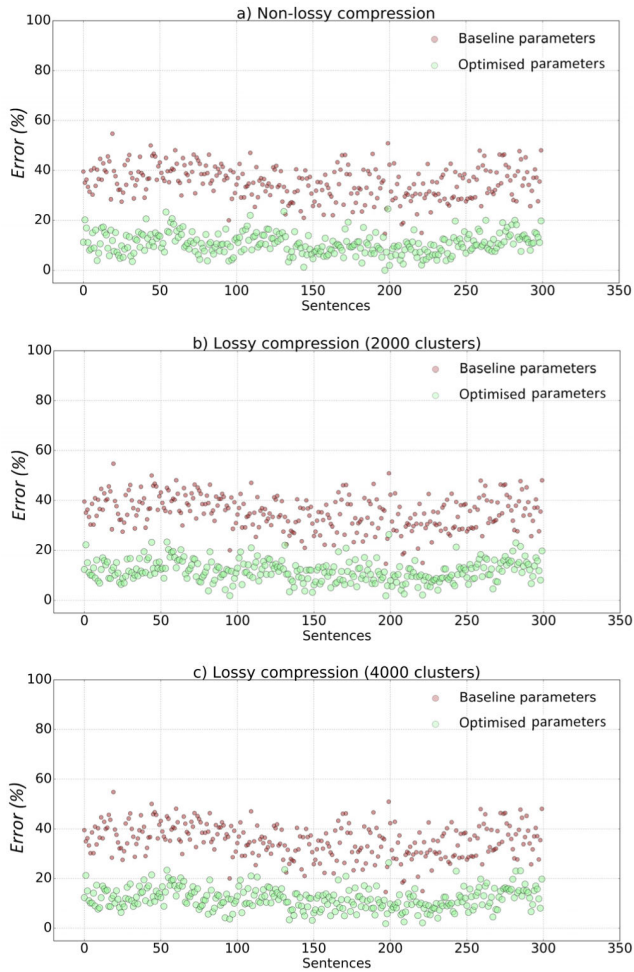 a) Non-lossy compression
100
80
60
40
20
0
Error (%)
Baseline parameters
Optimised parameters
0 50 100 150 200 250 300 350
Sentences
b) Lossy compression (2000 clusters)
100
80
60
40
20
0
Error (%)
Baseline parameters
Optimised parameters
0 50 100 150 200 250 300 350
Sentences
c) Lossy compression (4000 clusters)
100
80
60
40
20
0
Error (%)
Baseline parameters
Optimised parameters
0 50 100 150 200 250 300 350
Sentences